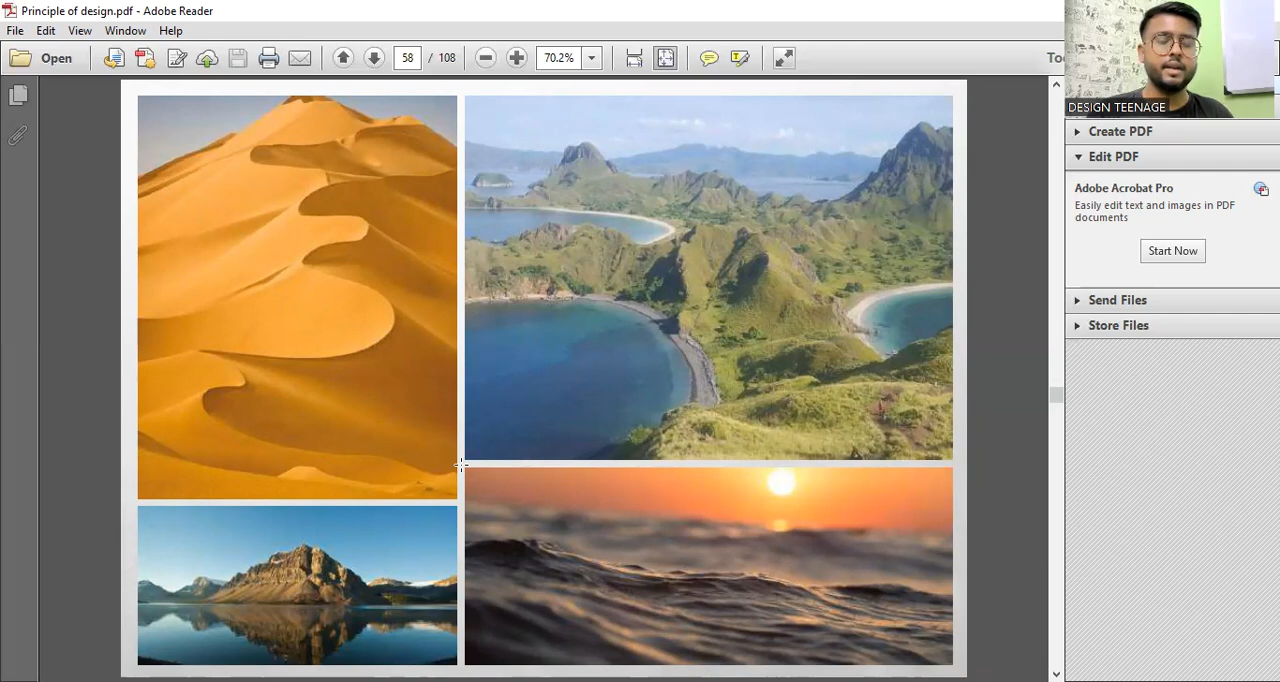 Principle of design.pdf - Adobe Reader
File Edit View Window Help
Open 58 / 108 70.2%
DESIGN TEENAGE
Create PDF
Edit PDF
Adobe Acrobat Pro
Easily edit text and images in PDF
documents
Start Now
Send Files
Store Files